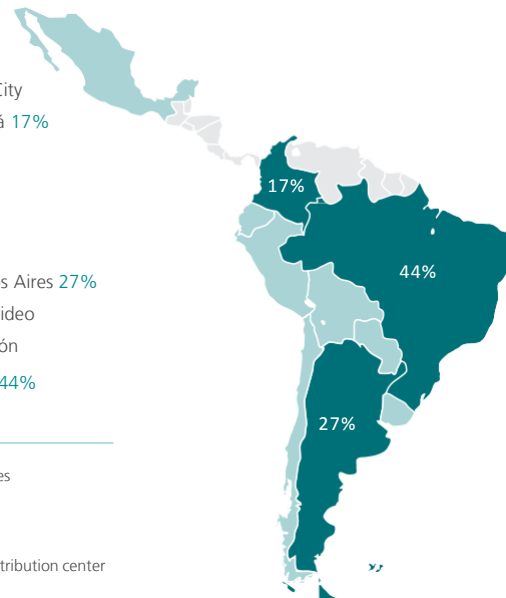 City
á 17%
17%
44%
s Aires 27%
ideo
ón
44%
27%
es
tribution center